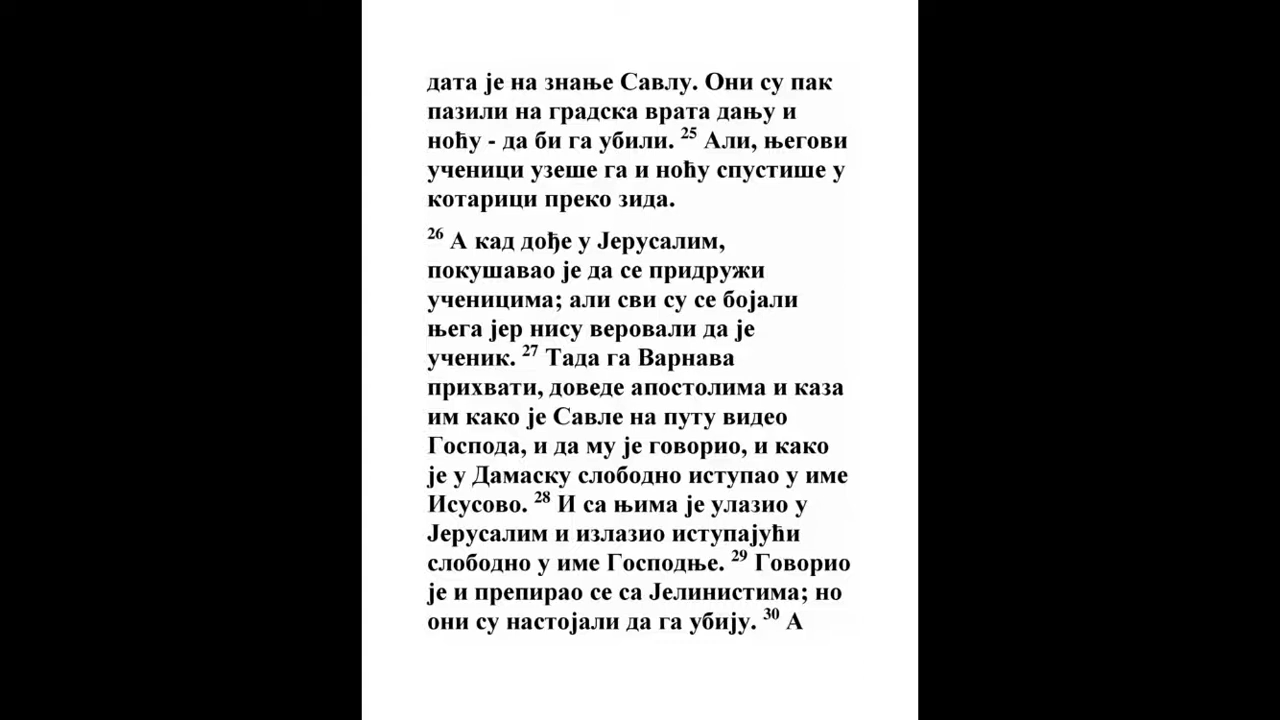 дата је на знање Савлу. Они су пак
пазили на градска врата дању и
ноћу - да би га убили. 25 Али, његови
ученици узеше га и ноћу спустише у
котарици преко зида.
26 А кад дође у Јерусалим,
покушавао је да се придружи
ученицима; али сви су се бојали
њега јер нису веровали да је
ученик. 27 Тада га Варнава
прихвати, доведе апостолима и каза
им како је Савле на путу видео
Господа, и да му је говорио, и како
је у Дамаску слободно иступао у име
Исусово. 28 И са њима је улазио у
Јерусалим и излазио иступајући
слободно у име Господње. 29 Говорио
је и препирао се са Јелинистима; но
они су настојали да га убију. 30 А